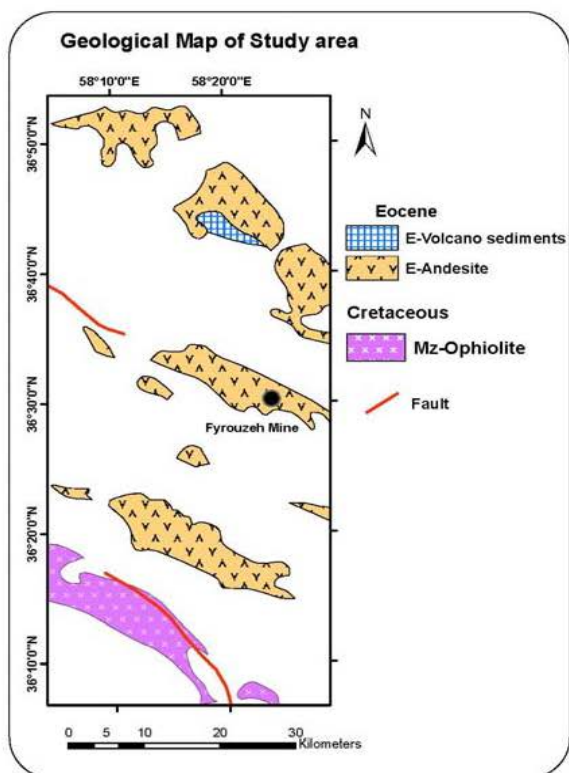 Geological Map of Study area
58°10'0"E 58°20'0"E
36°50'0"N
N
Eocene
E-Volcano sediments
E-Andesite
36°40'0"N
Cretaceous
Mz-Ophiolite
Fault
36°30'0"N
Fyrouzeh Mine
36°20'0"N
36°10'0"N
0 5 10 20 30
Kilometers